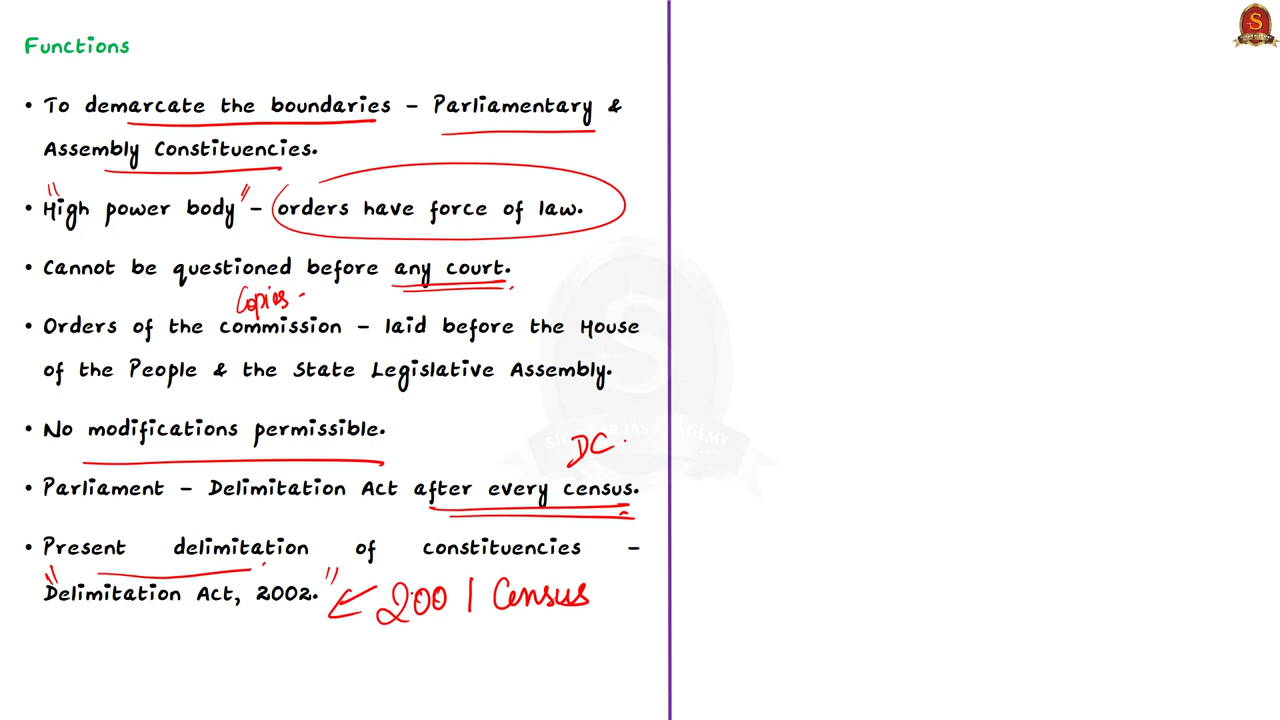 Functions
• To demarcate the boundaries - Parliamentary &
Assembly Constituencies.
• "High power body" - orders have force of law.
• Cannot be questioned before any court.
Copies
• Orders of the commission - laid before the House
of the People & the State Legislative Assembly.
• No modifications permissible.
DC
• Parliament - Delimitation Act after every census.
• Present delimitation of constituencies -
"Delimitation Act, 2002." 2001 Census